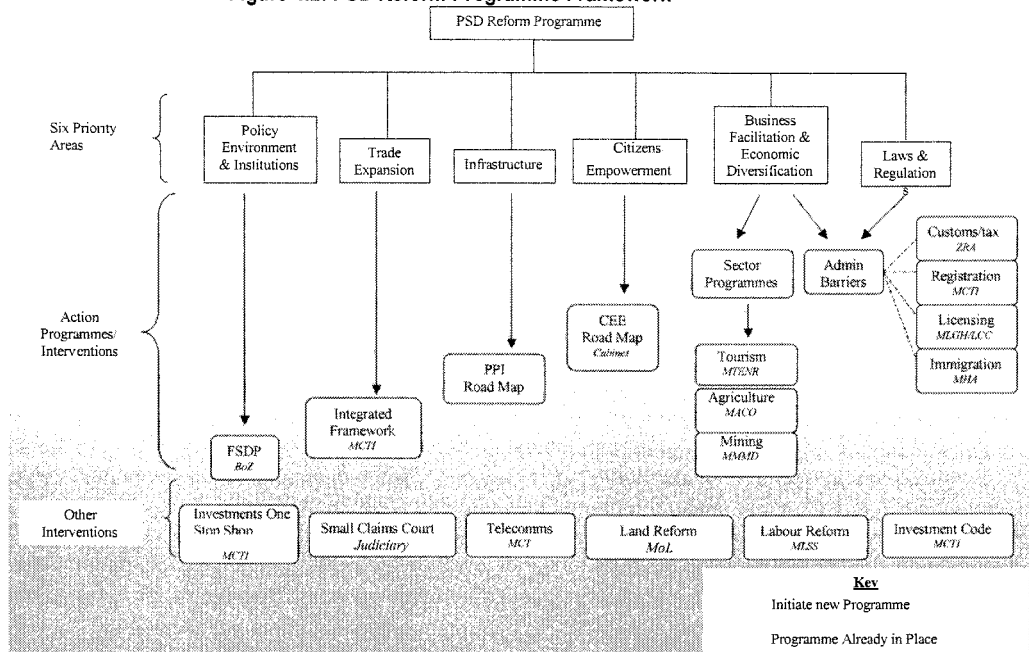 PSD Reform Programme
Six Priority
Areas
Policy
Environment
& Institutions
Trade
Expansion
Infrastructure
Citizens
Empowerment
Business
Facilitation &
Economic
Diversification
Laws &
Regulation
s
Action
Programmes/
Interventions
FSDP
BoZ
Integrated
Framework
MCTI
PPI
Road Map
CEE
Road Map
Cabinet
Sector
Programmes
Admin
Barriers
Tourism
MTENR
Agriculture
MACO
Mining
MMMD
Customs/tax
ZRA
Registration
MCTI
Licensing
MLGH/LCC
Immigration
MHA
Other
Interventions
Investments One
Stop Shop
MCTI
Small Claims Court
Judiciary
Telecomms
MCT
Land Reform
MoL
Labour Reform
MLSS
Investment Code
MCTI
Key
Initiate new Programme
Programme Already in Place